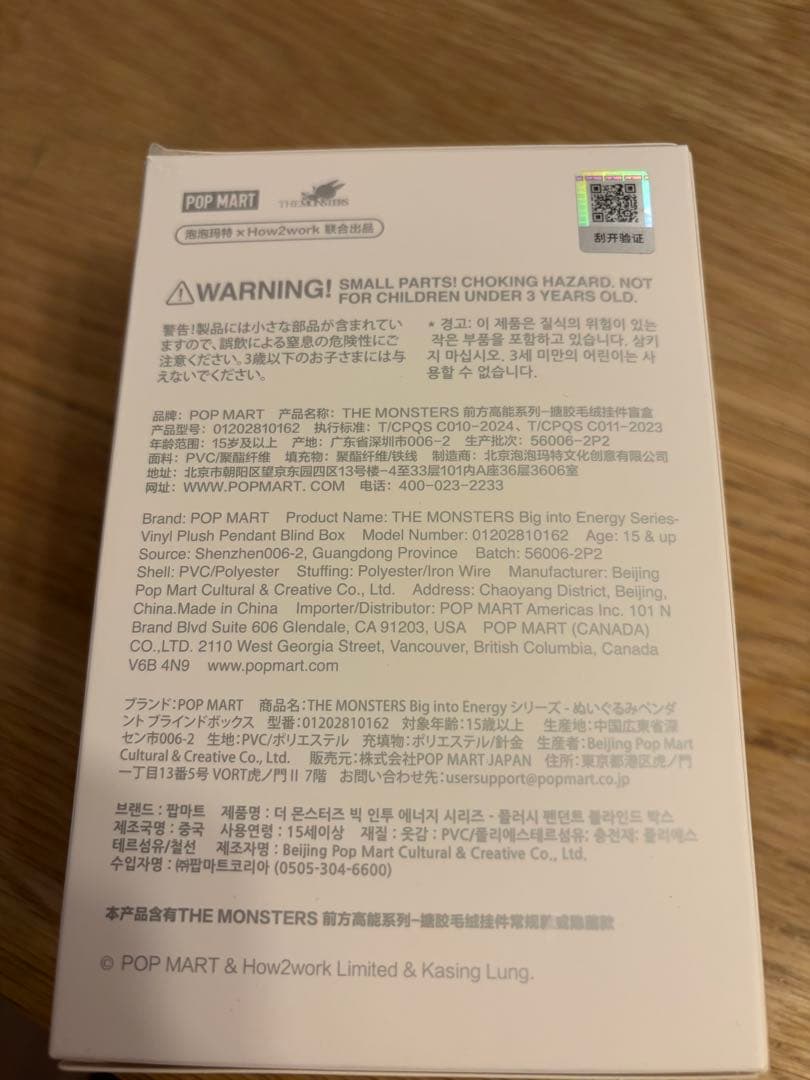 POP MART THE MONSTERS
泡泡玛特 × How2work 联合出品
刮开验证
WARNING! SMALL PARTS! CHOKING HAZARD. NOT
FOR CHILDREN UNDER 3 YEARS OLD.
警告!製品には小さな部品が含まれてい
ますので、誤飲による窒息の危険性にご
注意ください。3歳以下のお子さまには与
えないでください。
* 경고: 이 제품은 질식의 위험이 있는
작은 부품을 포함하고 있습니다. 삼키
지 마십시오. 3세 미만의 어린이는 사
용할 수 없습니다.
品牌: POP MART 产品名称: THE MONSTERS 前方高能系列-搪胶毛绒挂件盲盒
产品型号: 01202810162 执行标准: T/CPQS C010-2024、T/CPQS C011-2023
年龄范围: 15岁及以上 产地: 广东省深圳市006-2 生产批次: 56006-2P2
面料: PVC/聚酯纤维 填充物: 聚酯纤维/铁线 制造商: 北京泡泡玛特文化创意有限公司
地址: 北京市朝阳区望京东园四区13号楼-4至33层101内A座36层3606室
网址: WWW.POPMART. COM 电话: 400-023-2233
Brand: POP MART Product Name: THE MONSTERS Big into Energy Series-
Vinyl Plush Pendant Blind Box Model Number: 01202810162 Age: 15 & up
Source: Shenzhen006-2, Guangdong Province Batch: 56006-2P2
Shell: PVC/Polyester Stuffing: Polyester/Iron Wire Manufacturer: Beijing
Pop Mart Cultural & Creative Co., Ltd. Address: Chaoyang District, Beijing,
China.Made in China Importer/Distributor: POP MART Americas Inc. 101 N
Brand Blvd Suite 606 Glendale, CA 91203, USA POP MART (CANADA)
CO.,LTD. 2110 West Georgia Street, Vancouver, British Columbia, Canada
V6B 4N9 www.popmart.com
ブランド:POP MART 商品名:THE MONSTERS Big into Energy シリーズ - ぬいぐるみペンダ
ント ブラインドボックス 型番:01202810162 対象年齢:15歳以上 生産地:中国広東省深
セン市006-2 生地:PVC/ポリエステル 充填物:ポリエステル/針金 生産者:Beijing Pop Mart
Cultural & Creative Co., Ltd. 販売元:株式会社POP MART JAPAN 住所:東京都港区虎ノ門
一丁目13番5号 VORT虎ノ門Ⅱ 7階 お問い合わせ先:usersupport@popmart.co.jp
브랜드 : 팝마트 제품명 : 더 몬스터즈 빅 인투 에너지 시리즈 - 플러시 펜던트 블라인드 박스
제조국명 : 중국 사용연령 : 15세이상 재질 : 옷감 : PVC/폴리에스테르섬유; 충전재: 폴리에스
테르섬유/철선 제조자명 : Beijing Pop Mart Cultural & Creative Co., Ltd.
수입자명 : ㈜팝마트코리아 (0505-304-6600)
本产品含有THE MONSTERS 前方高能系列-搪胶毛绒挂件常规款或隐藏款
© POP MART & How2work Limited & Kasing Lung.